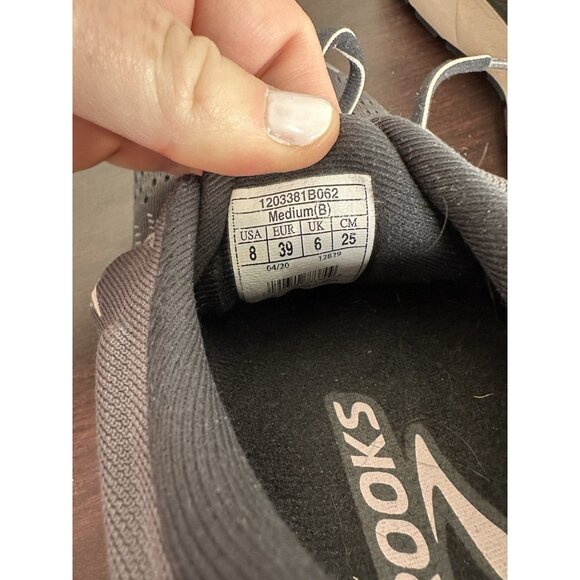 1203381B062
Medium(B)
USA EUR UK CM
8 39 6 25
04/20 12879
ROOKS